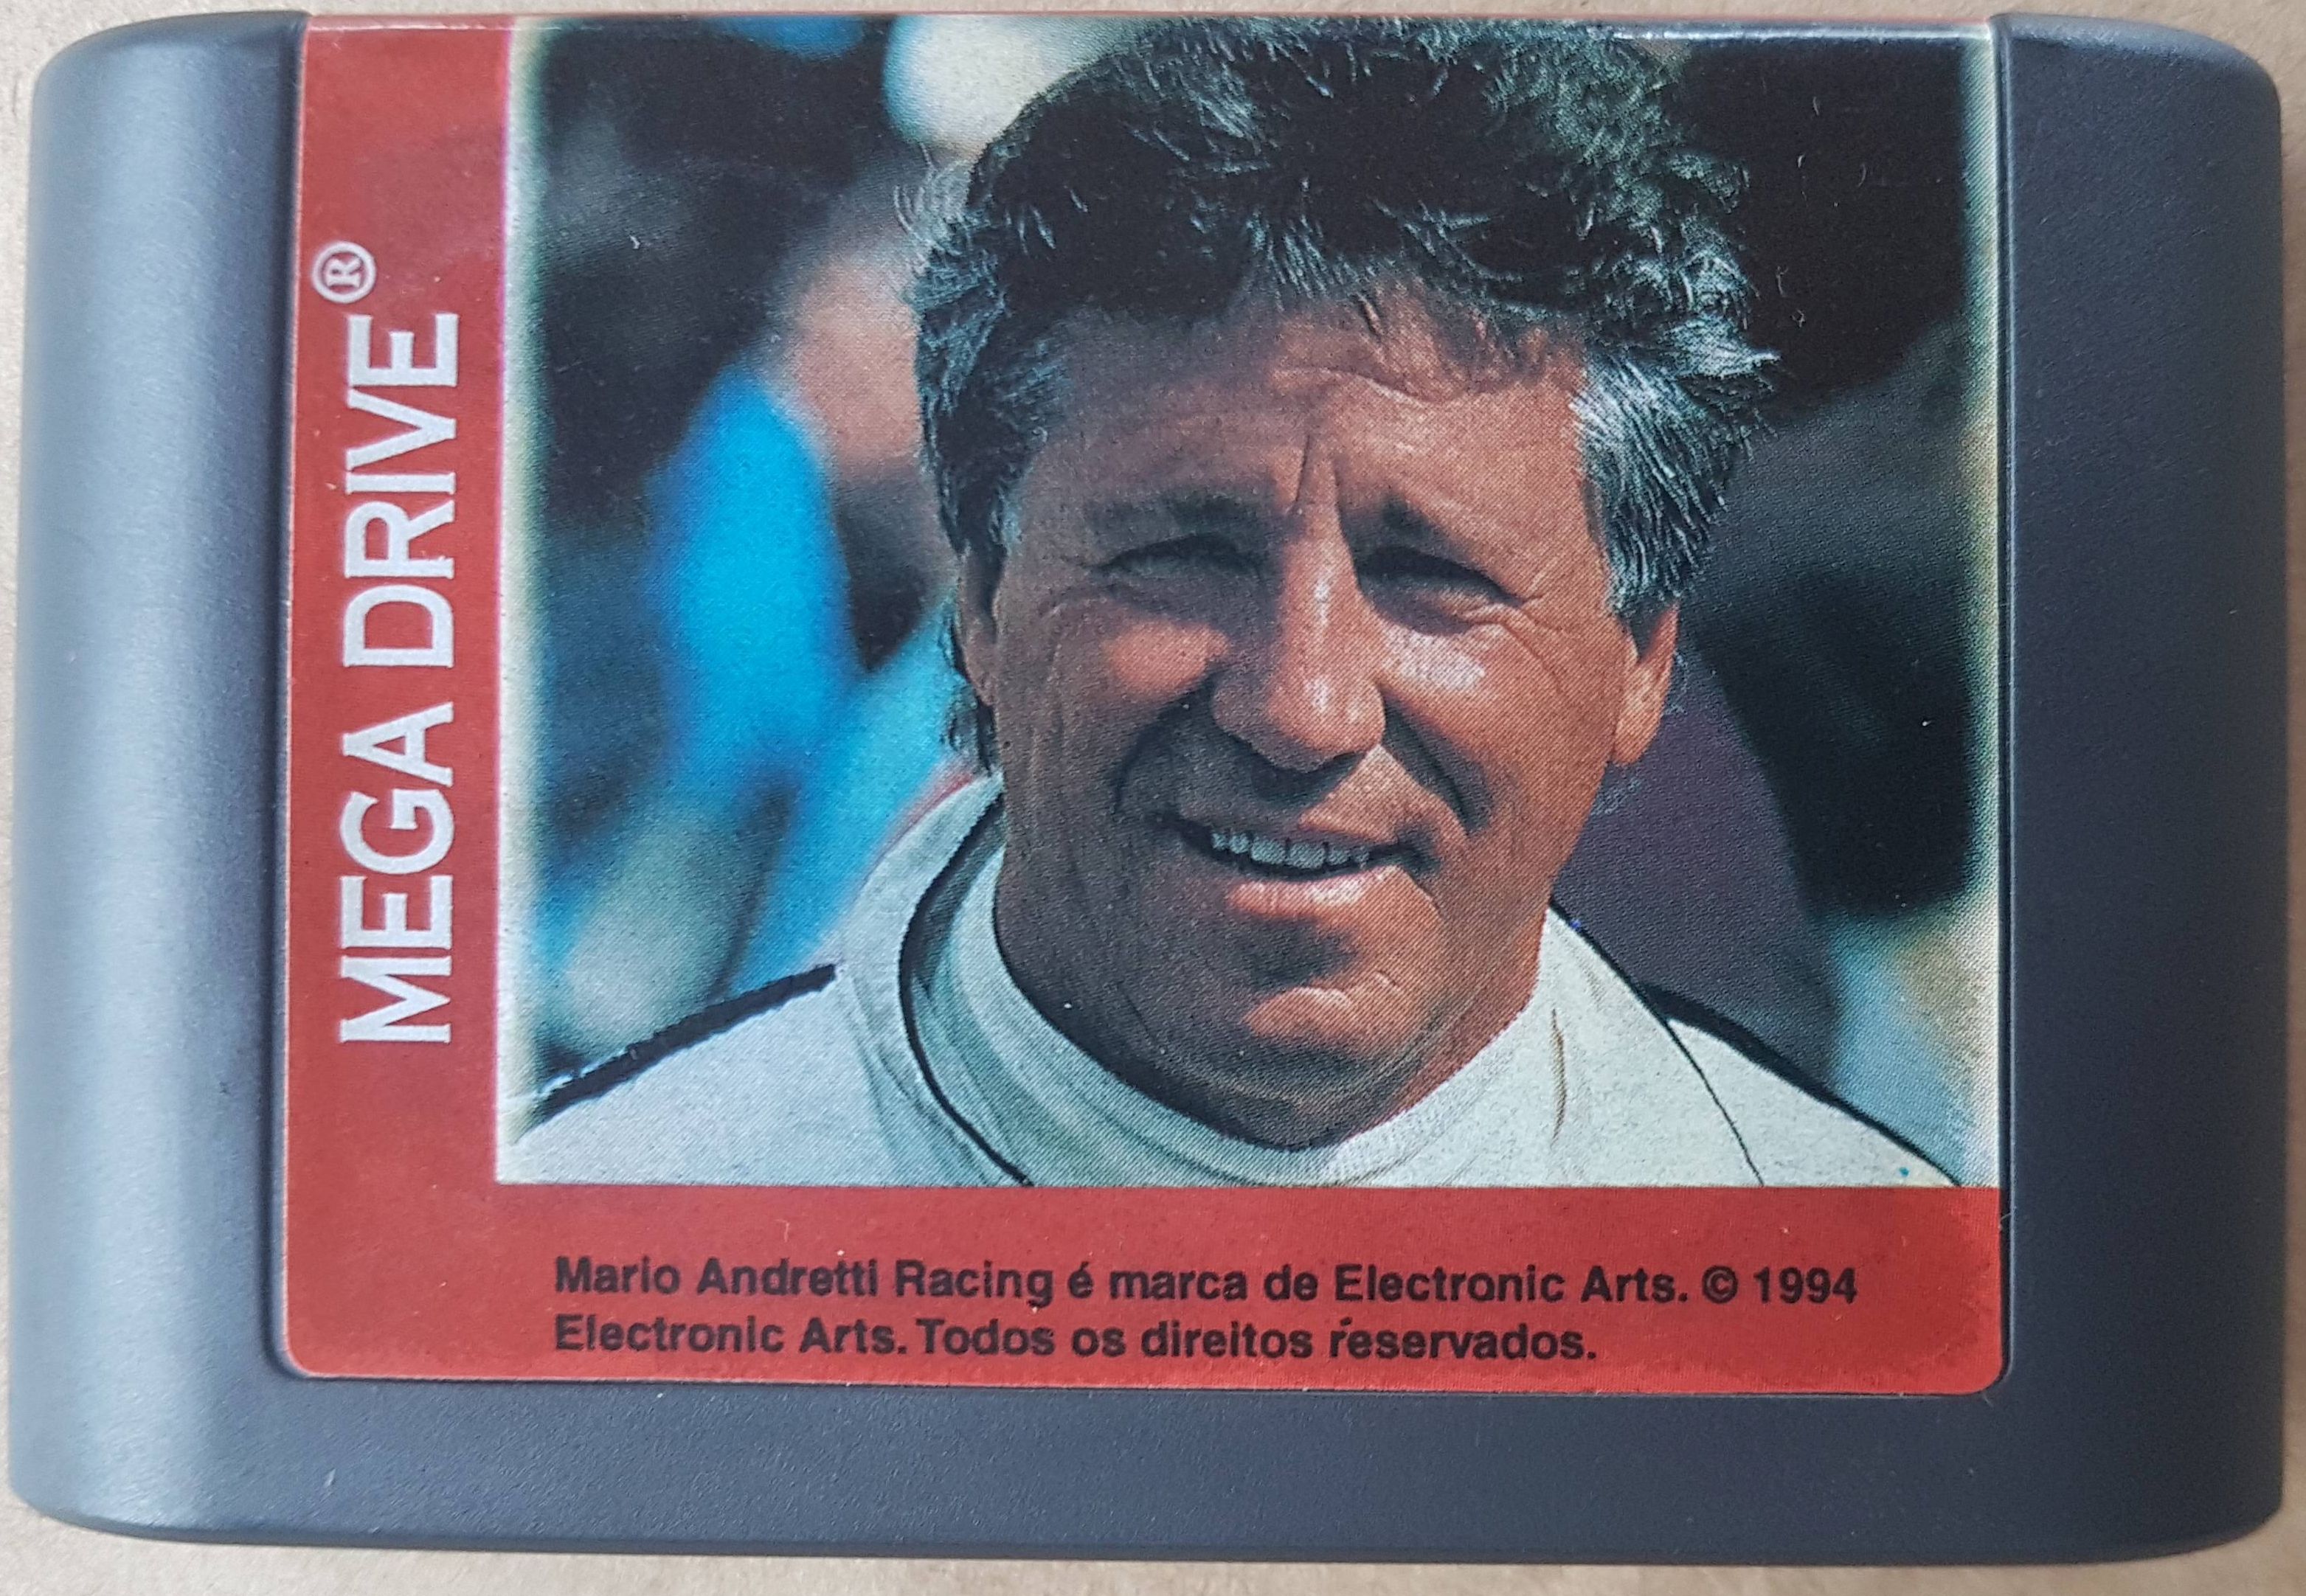 MEGA DRIVE®
Mario Andretti Racing é marca de Electronic Arts. © 1994
Electronic Arts. Todos os direitos reservados.